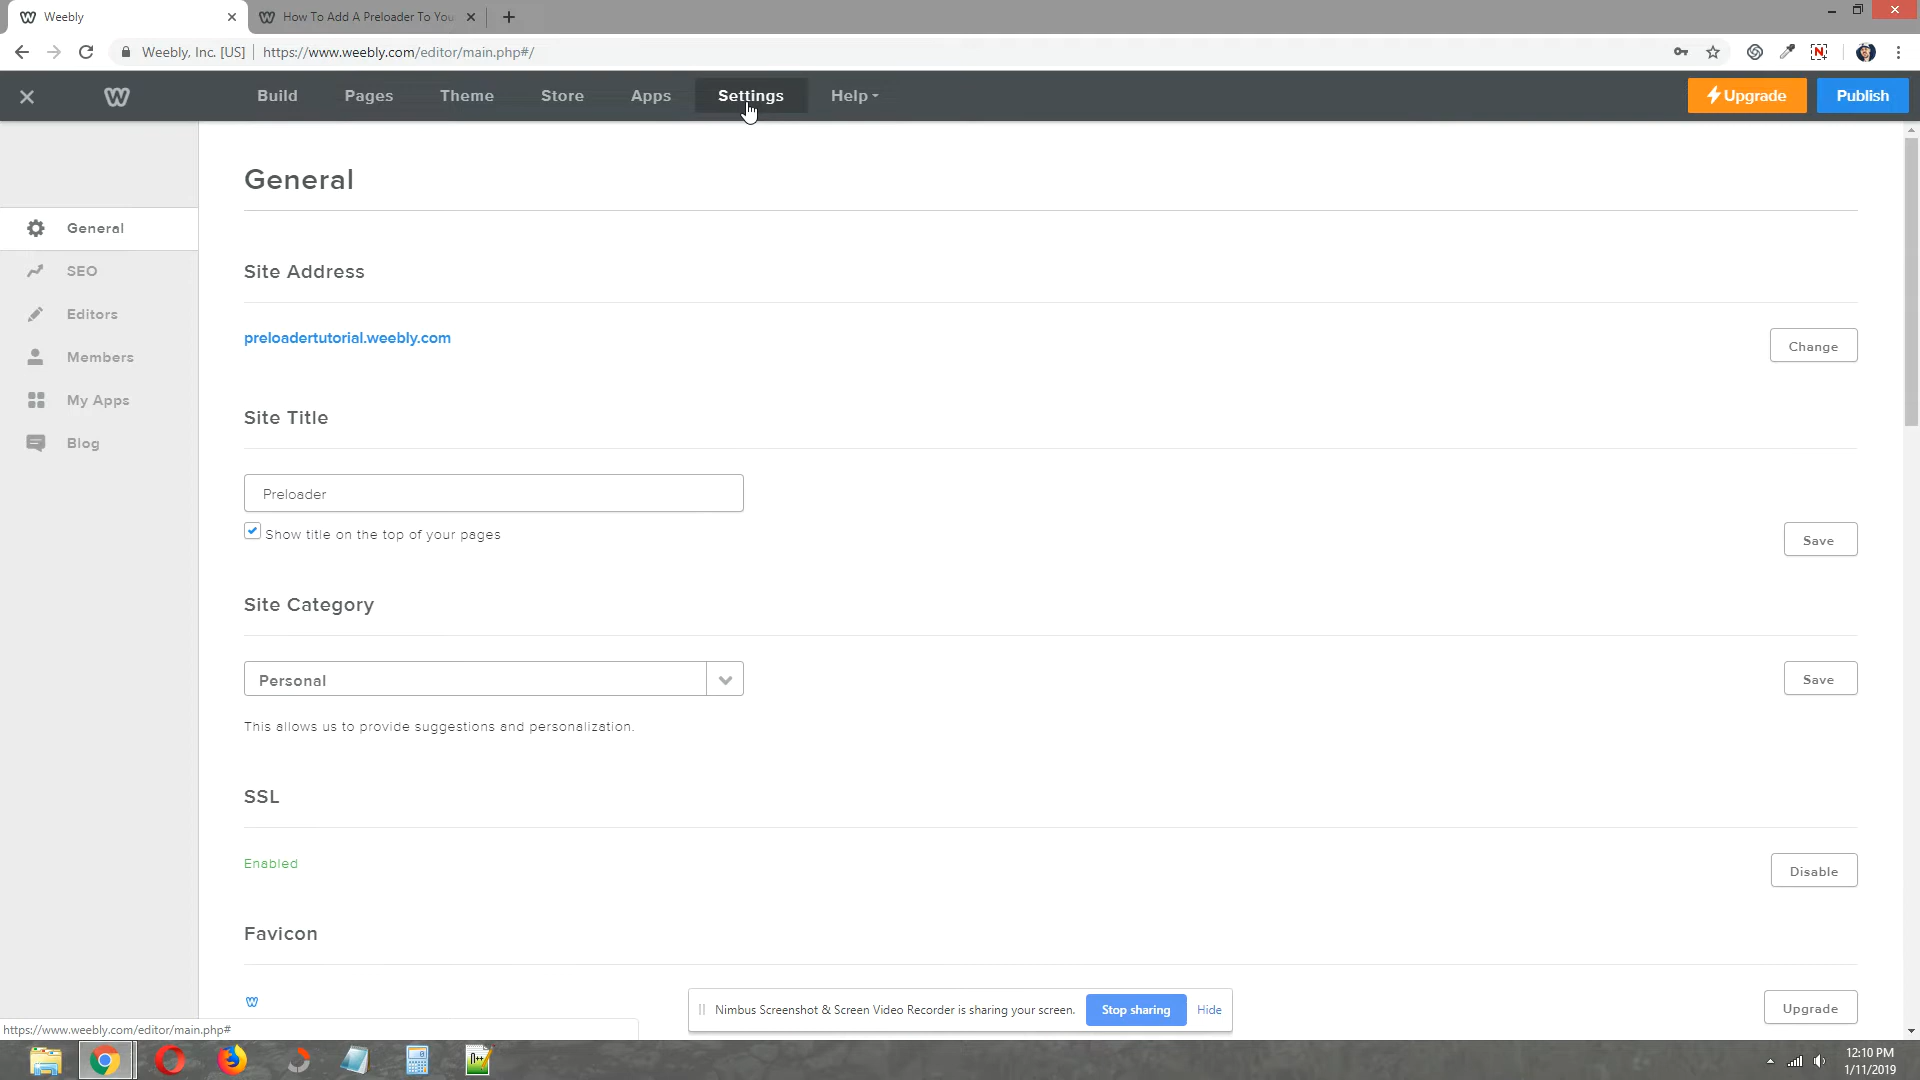 Weebly
How To Add A Preloader To You
Weebly, Inc. [US]
https://www.weebly.com/editor/main.php#/
Build
Pages
Theme
Store
Apps
Settings
Help
Upgrade
Publish
General
General
SEO
Editors
Members
My Apps
Blog
Site Address
preloadertutorial.weebly.com
Change
Site Title
Preloader
Show title on the top of your pages
Save
Site Category
Personal
Save
This allows us to provide suggestions and personalization.
SSL
Enabled
Disable
Favicon
Upgrade
Nimbus Screenshot & Screen Video Recorder is sharing your screen.
Stop sharing
Hide
https://www.weebly.com/editor/main.php#
12:10 PM
1/11/2019